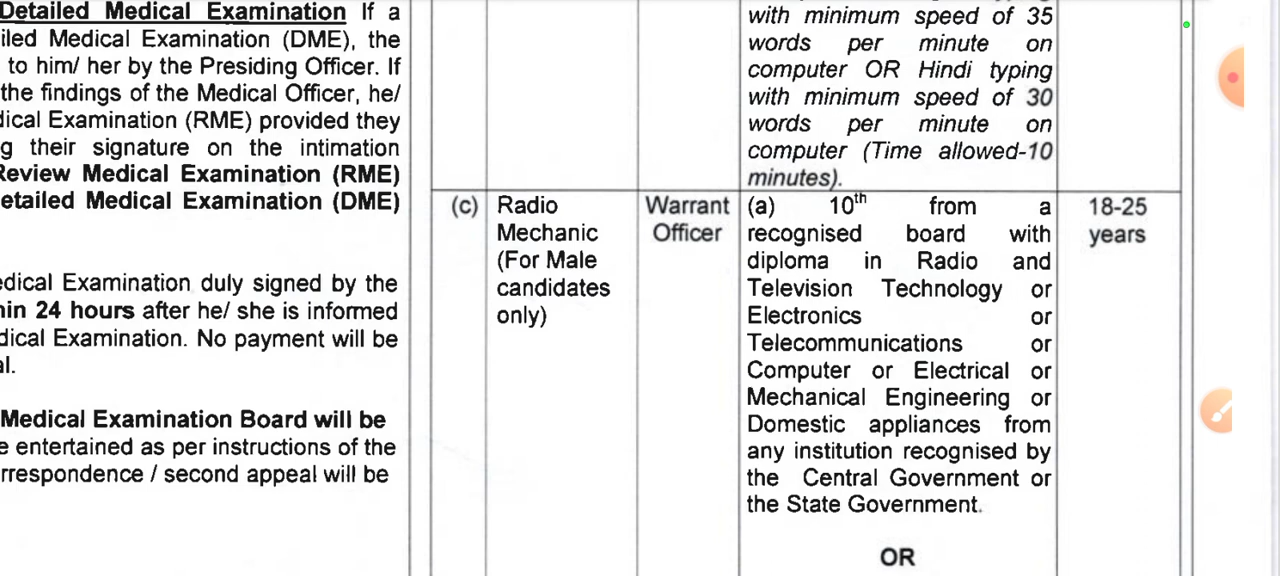 Detailed Medical Examination If a
iled Medical Examination (DME), the
to him/ her by the Presiding Officer. If
the findings of the Medical Officer, he/
dical Examination (RME) provided they
g their signature on the intimation
Review Medical Examination (RME)
etailed Medical Examination (DME)
edical Examination duly signed by the
hin 24 hours after he/ she is informed
dical Examination. No payment will be
al.
Medical Examination Board will be
e entertained as per instructions of the
rrespondence / second appeal will be
with minimum speed of 35
words per minute on
computer OR Hindi typing
with minimum speed of 30
words per minute on
computer (Time allowed-10
minutes).
(c)
Radio
Mechanic
(For Male
candidates
only)
Warrant
Officer
(a) 10th from a
recognised board with
diploma in Radio and
Television Technology or
Electronics or
Telecommunications or
Computer or Electrical or
Mechanical Engineering or
Domestic appliances from
any institution recognised by
the Central Government or
the State Government.
OR
18-25
years